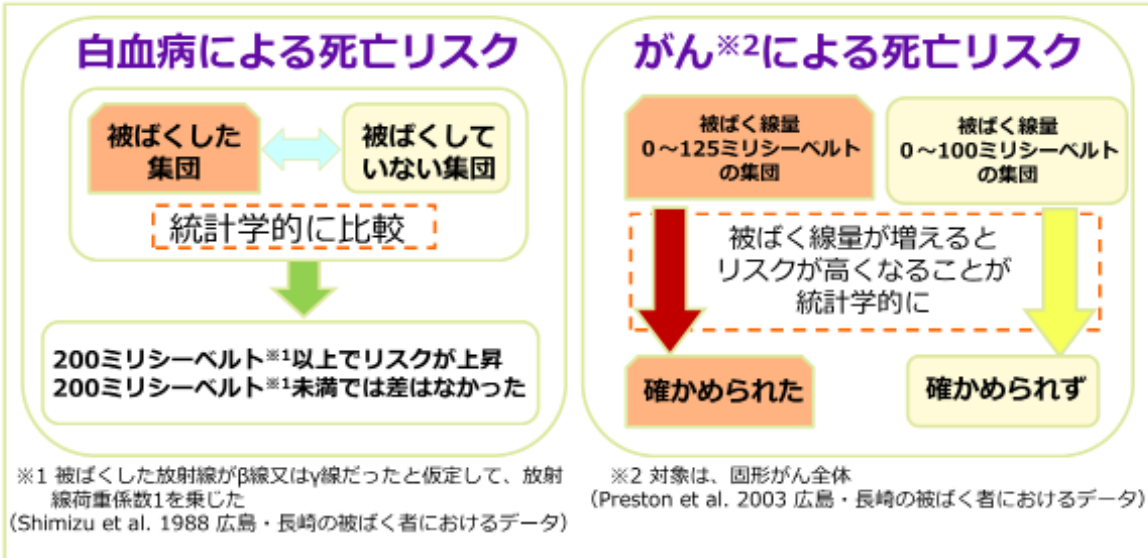 白血病による死亡リスク
被ばくした
集団
被ばくして
いない集団
統計学的に比較
200ミリシーベルト※1以上でリスクが上昇
200ミリシーベルト※1未満では差はなかった
※1 被ばくした放射線がβ線又はγ線だったと仮定して、放射
線荷重係数1を乗じた
(Shimizu et al. 1988 広島・長崎の被ばく者におけるデータ)
がん※2による死亡リスク
被ばく線量
0～125ミリシーベルト
の集団
被ばく線量
0～100ミリシーベルト
の集団
被ばく線量が増えると
リスクが高くなることが
統計学的に
確かめられた
確かめられず
※2 対象は、固形がん全体
(Preston et al. 2003 広島・長崎の被ばく者におけるデータ)